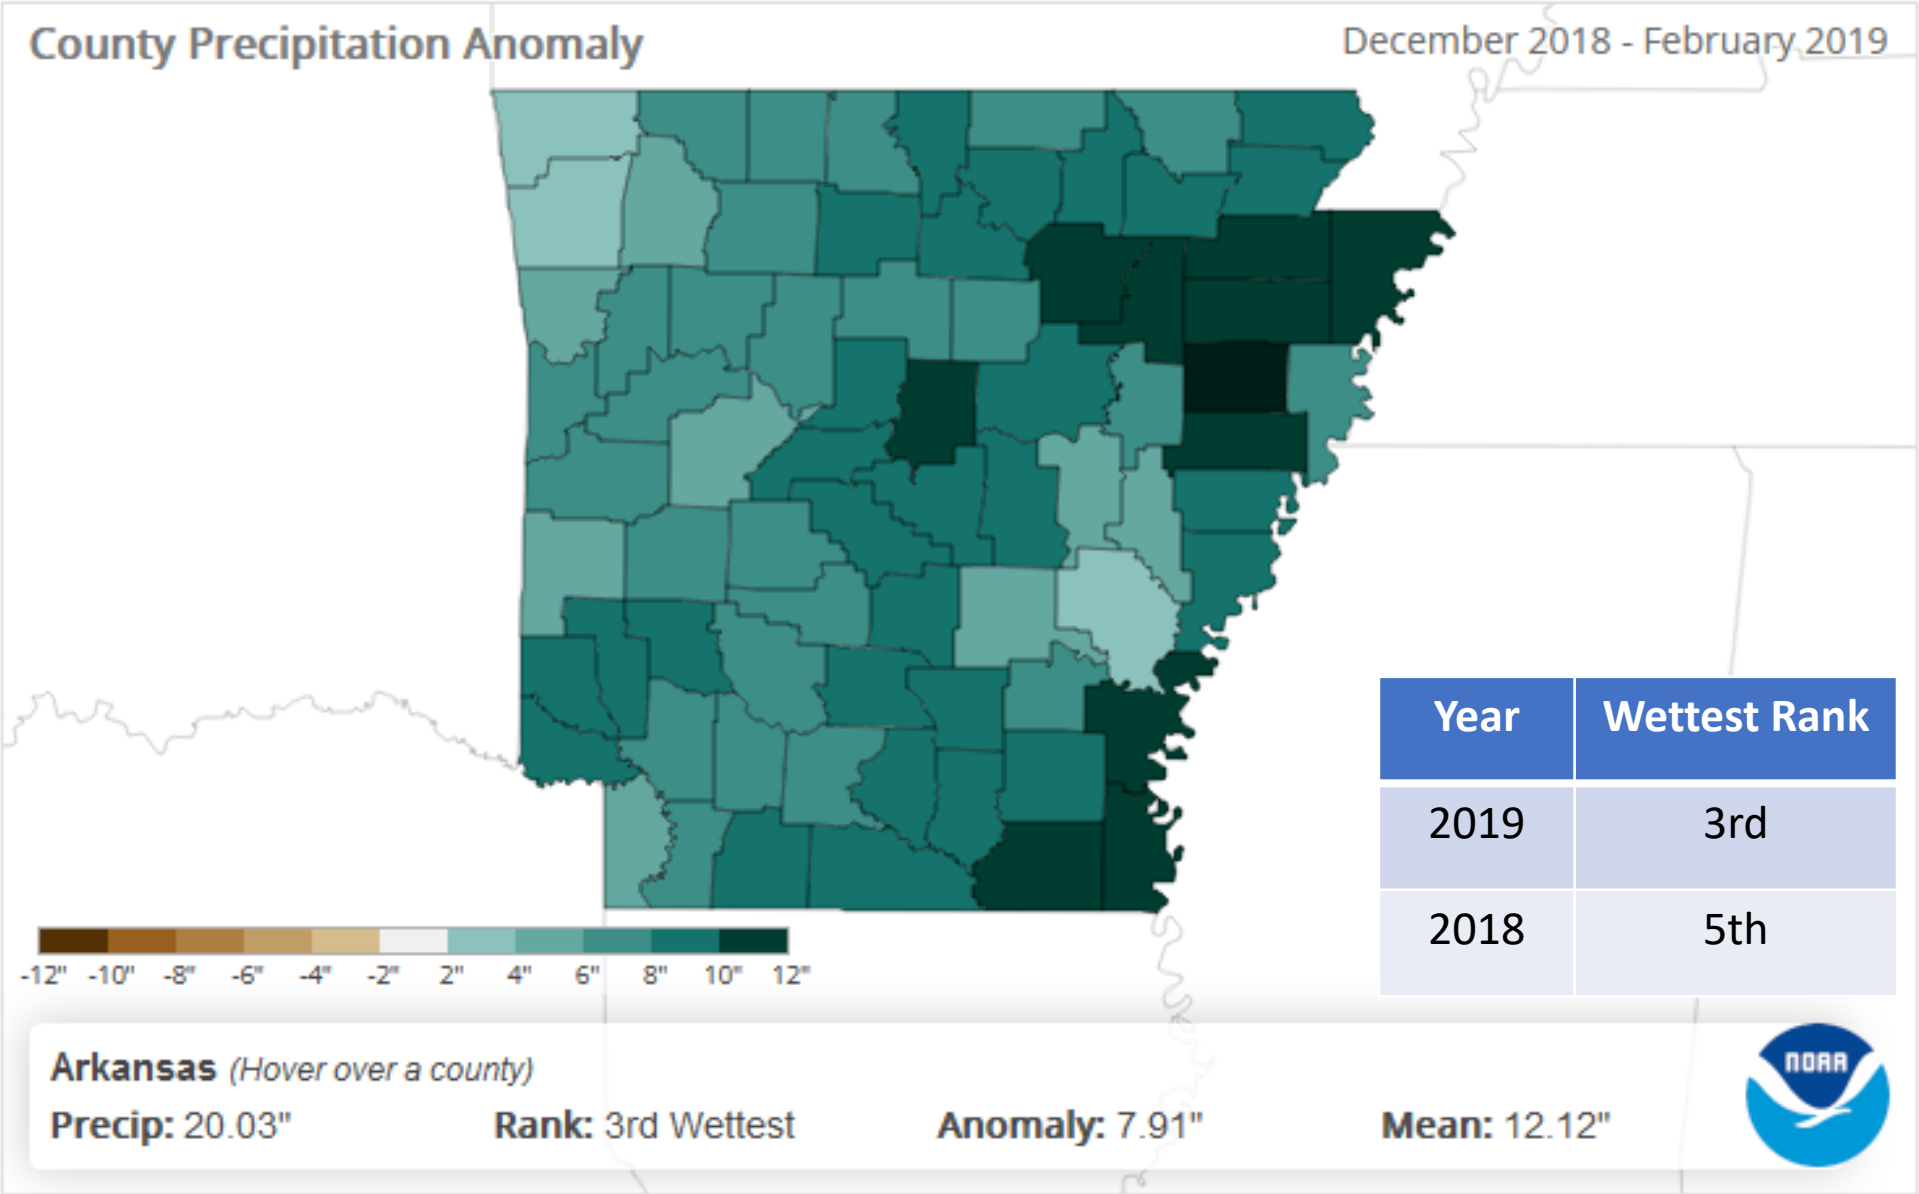 County Precipitation Anomaly
December 2018 - February 2019
Year Wettest Rank
2019 3rd
2018 5th
-12" -10" -8" -6" -4" -2" 2" 4" 6" 8" 10" 12"
Arkansas (Hover over a county)
Precip: 20.03" Rank: 3rd Wettest Anomaly: 7.91" Mean: 12.12"
NOAA